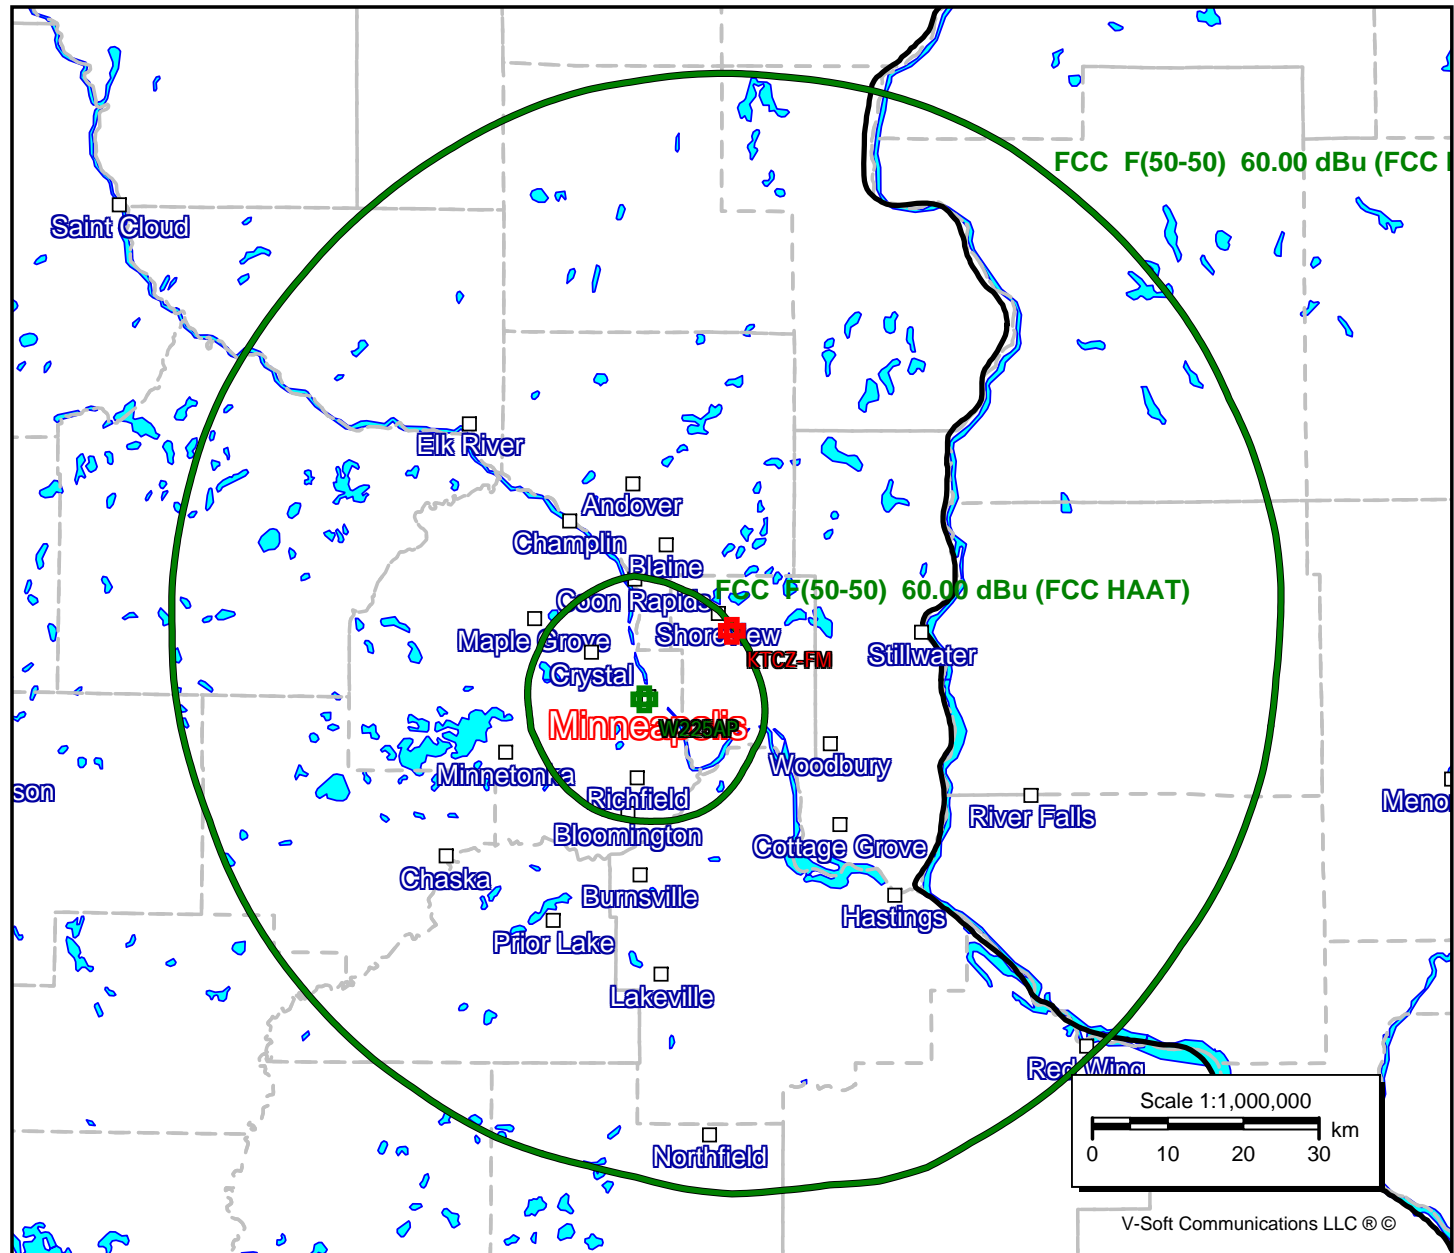 FCC F(50-50) 60.00 dBu (FCC
Saint Cloud
Elk River
Andover
Champlin
Blaine
FCC F(50-50) 60.00 dBu (FCC HAAT)
Coon Rapids
Maple Grove
Shoreview
Stillwater
KTCZ-FM
Crystal
Minneapolis
W225AP
Minnetonka
Woodbury
son
Richfield
Meno
River Falls
Bloomington
Cottage Grove
Chaska
Burnsville
Hastings
Prior Lake
Lakeville
Red Wing
Scale 1:1,000,000
km
0 10 20 30
Northfield
V-Soft Communications LLC ® ©